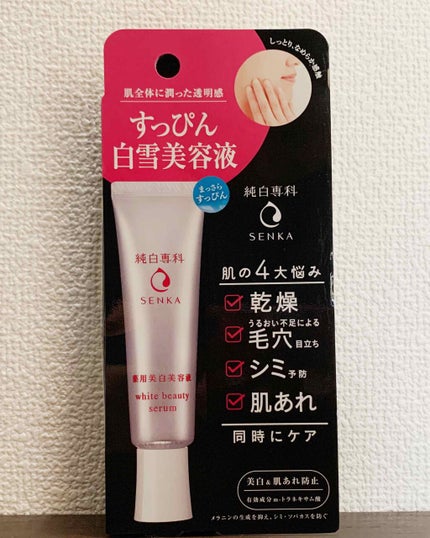 しっとり、なめらか感触
肌全体に潤った透明感
すっぴん
白雪美容液
まっさら
すっぴん
純白専科
SENKA
純白専科
SENKA
薬用美白美容液
white beauty
serum
肌の4大悩み
乾燥
うるおい不足による
毛穴目立ち
シミ予防
肌あれ
同時にケア
美白&肌あれ防止
有効成分m-トラネキサム酸
メラニンの生成を抑え、シミ・ソバカスを防ぐ